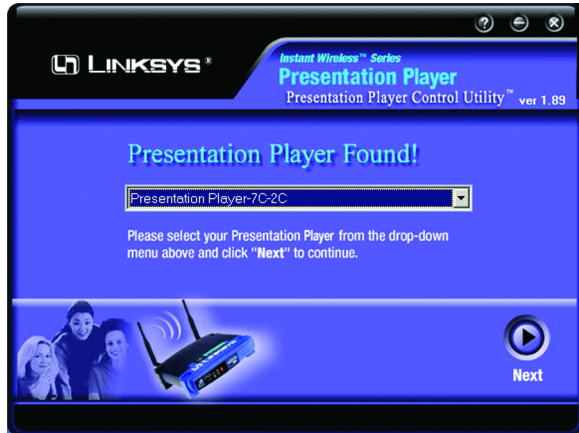 LINKSYS®
Instant Wireless™ Series
Presentation Player
Presentation Player Control Utility™ ver 1.89
Presentation Player Found!
Presentation Player-7C-2C
Please select your Presentation Player from the drop-down
menu above and click "Next" to continue.
Next